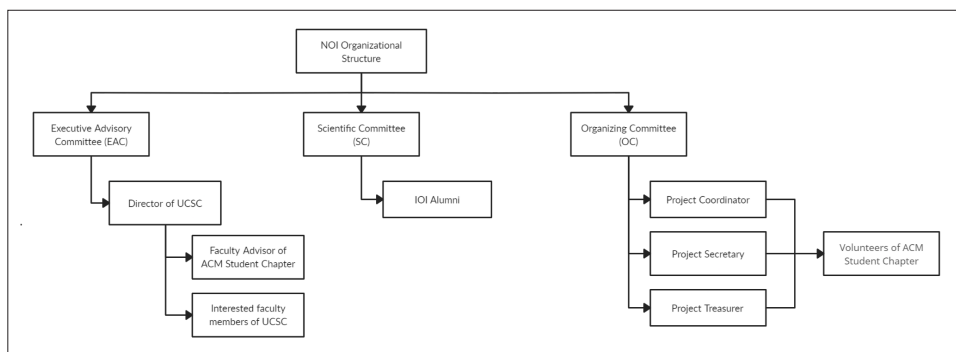 NOI Organizational
Structure
Executive Advisory
Committee (EAC)
Scientific Committee
(SC)
Organizing Committee
(OC)
Director of UCSC
IOI Alumni
Project Coordinator
Faculty Advisor of
ACM Student Chapter
Project Secretary
Volunteers of ACM
Student Chapter
Interested faculty
members of UCSC
Project Treasurer